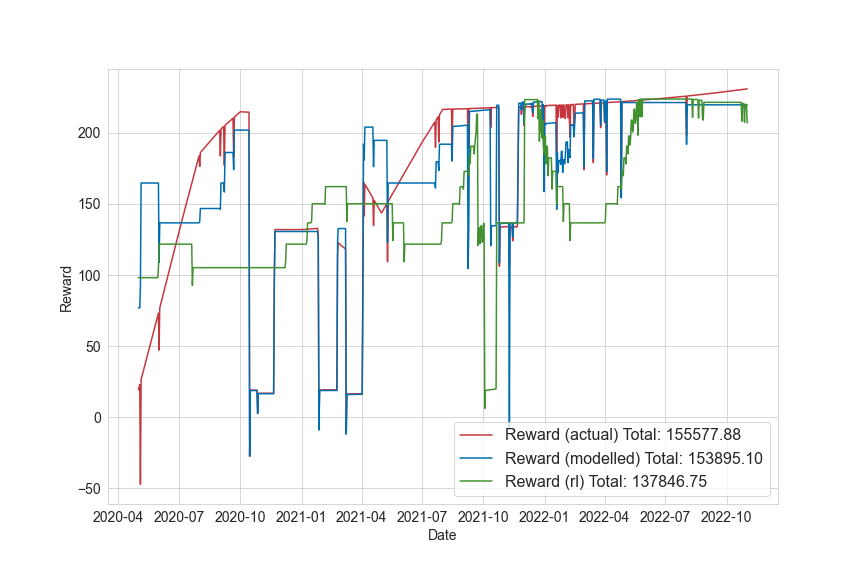 200
150
100
50
0
−50
Reward
2020-04 2020-07 2020-10 2021-01 2021-04 2021-07 2021-10 2022-01 2022-04 2022-07 2022-10
Date
Reward (actual) Total: 155577.88
Reward (modelled) Total: 153895.10
Reward (rl) Total: 137846.75